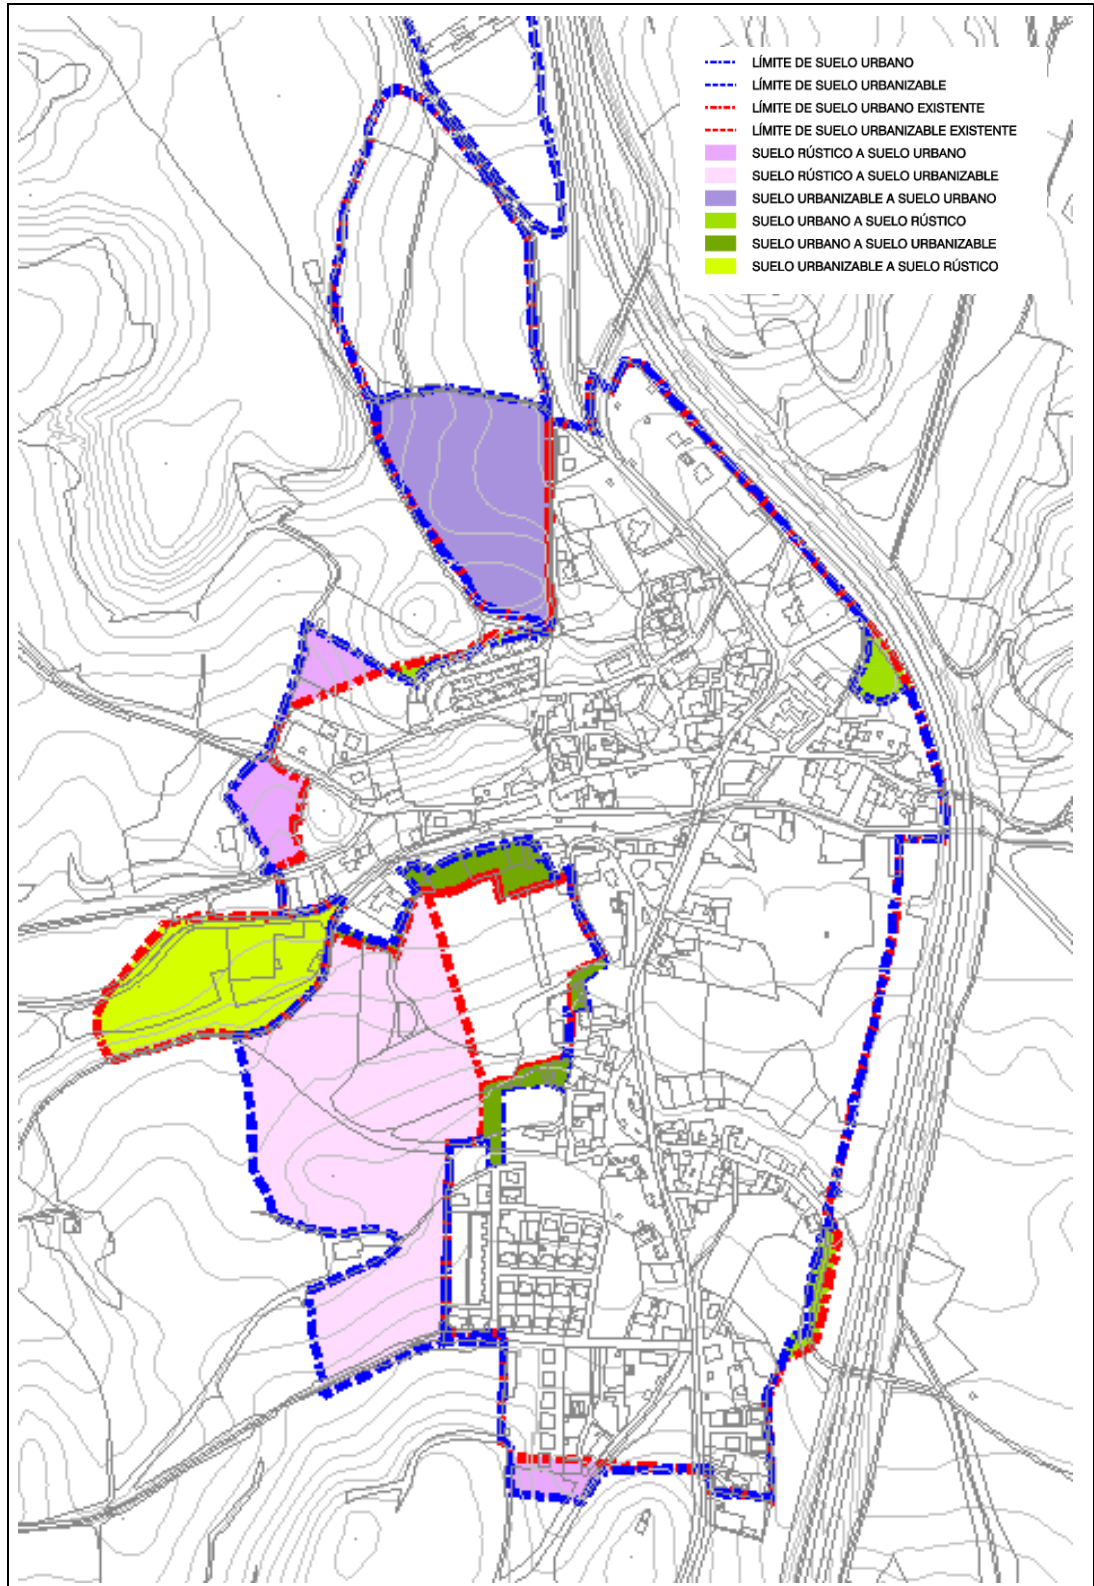 LÍMITE DE SUELO URBANO
LÍMITE DE SUELO URBANIZABLE
LÍMITE DE SUELO URBANO EXISTENTE
LÍMITE DE SUELO URBANIZABLE EXISTENTE
SUELO RÚSTICO A SUELO URBANO
SUELO RÚSTICO A SUELO URBANIZABLE
SUELO URBANIZABLE A SUELO URBANO
SUELO URBANO A SUELO RÚSTICO
SUELO URBANO A SUELO URBANIZABLE
SUELO URBANIZABLE A SUELO RÚSTICO